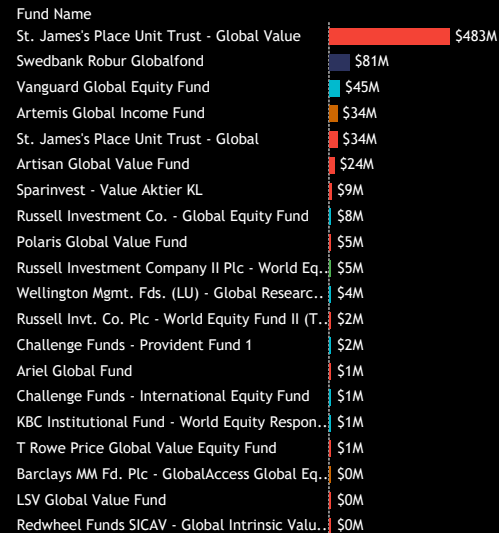 Fund Name
St. James's Place Unit Trust - Global Value $483M
Swedbank Robur Globalfond $81M
Vanguard Global Equity Fund $45M
Artemis Global Income Fund $34M
St. James's Place Unit Trust - Global $34M
Artisan Global Value Fund $24M
Sparinvest - Value Aktier KL $9M
Russell Investment Co. - Global Equity Fund $8M
Polaris Global Value Fund $5M
Russell Investment Company II Plc - World Eq.. $5M
Wellington Mgmt. Fds. (LU) - Global Researc.. $4M
Russell Invt. Co. Plc - World Equity Fund II (T.. $2M
Challenge Funds - Provident Fund 1 $2M
Ariel Global Fund $1M
Challenge Funds - International Equity Fund $1M
KBC Institutional Fund - World Equity Respon.. $1M
T Rowe Price Global Value Equity Fund $1M
Barclays MM Fd. Plc - GlobalAccess Global Eq.. $0M
LSV Global Value Fund $0M
Redwheel Funds SICAV - Global Intrinsic Valu.. $0M